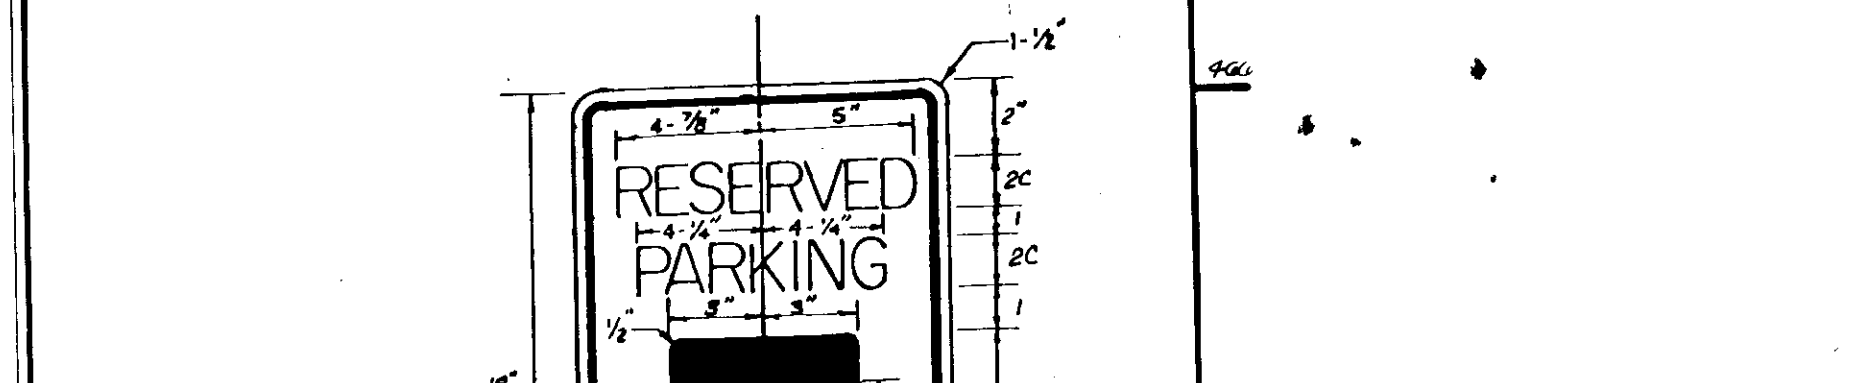 1-½"
4-⅞" 5"
2"
RESERVED
2C
4-¼" 4-¼"
1
PARKING
2C
3" 3"
1
½"